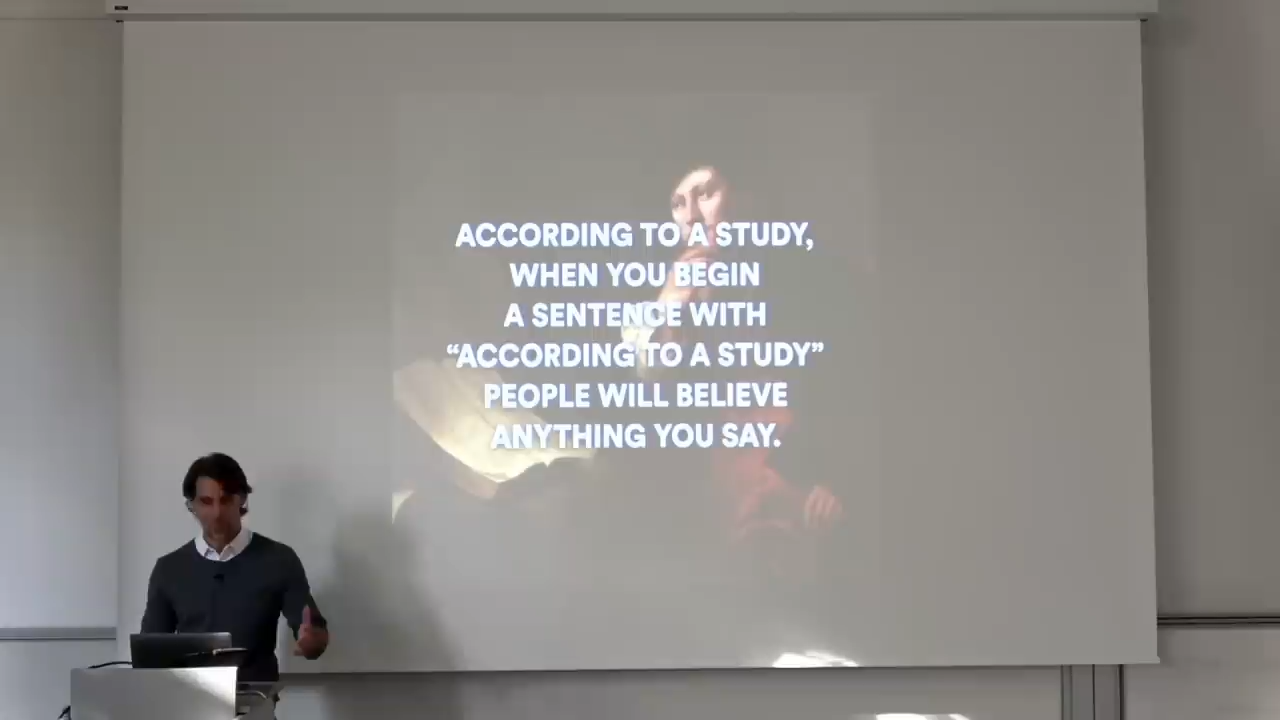 ACCORDING TO A STUDY,
WHEN YOU BEGIN
A SENTENCE WITH
“ACCORDING TO A STUDY”
PEOPLE WILL BELIEVE
ANYTHING YOU SAY.